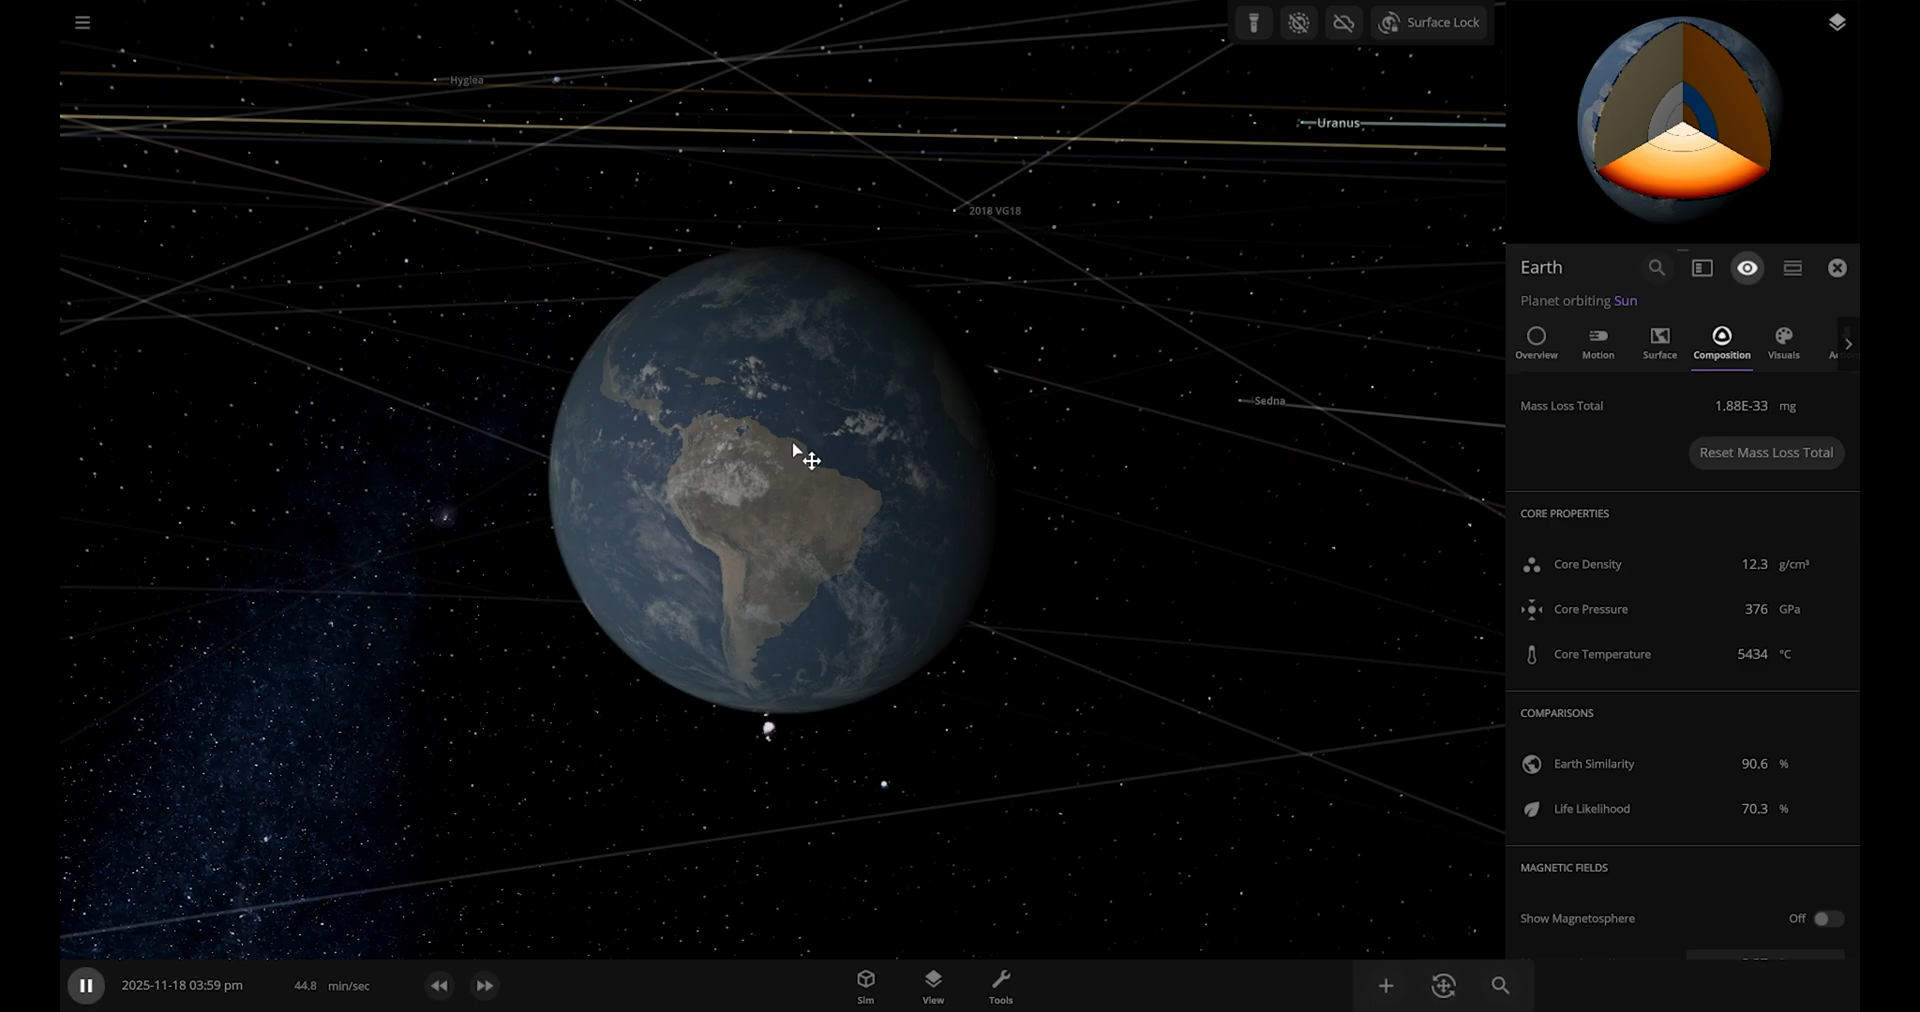 Surface Lock
Hygiea
Uranus
2018 VG18
Sedna
Earth
Planet orbiting Sun
Overview Motion Surface Composition Visuals
Mass Loss Total 1.88E-33 mg
Reset Mass Loss Total
CORE PROPERTIES
Core Density 12.3 g/cm³
Core Pressure 376 GPa
Core Temperature 5434 °C
COMPARISONS
Earth Similarity 90.6 %
Life Likelihood 70.3 %
MAGNETIC FIELDS
Show Magnetosphere Off
2025-11-18 03:59 pm 44.8 min/sec
Sim View Tools